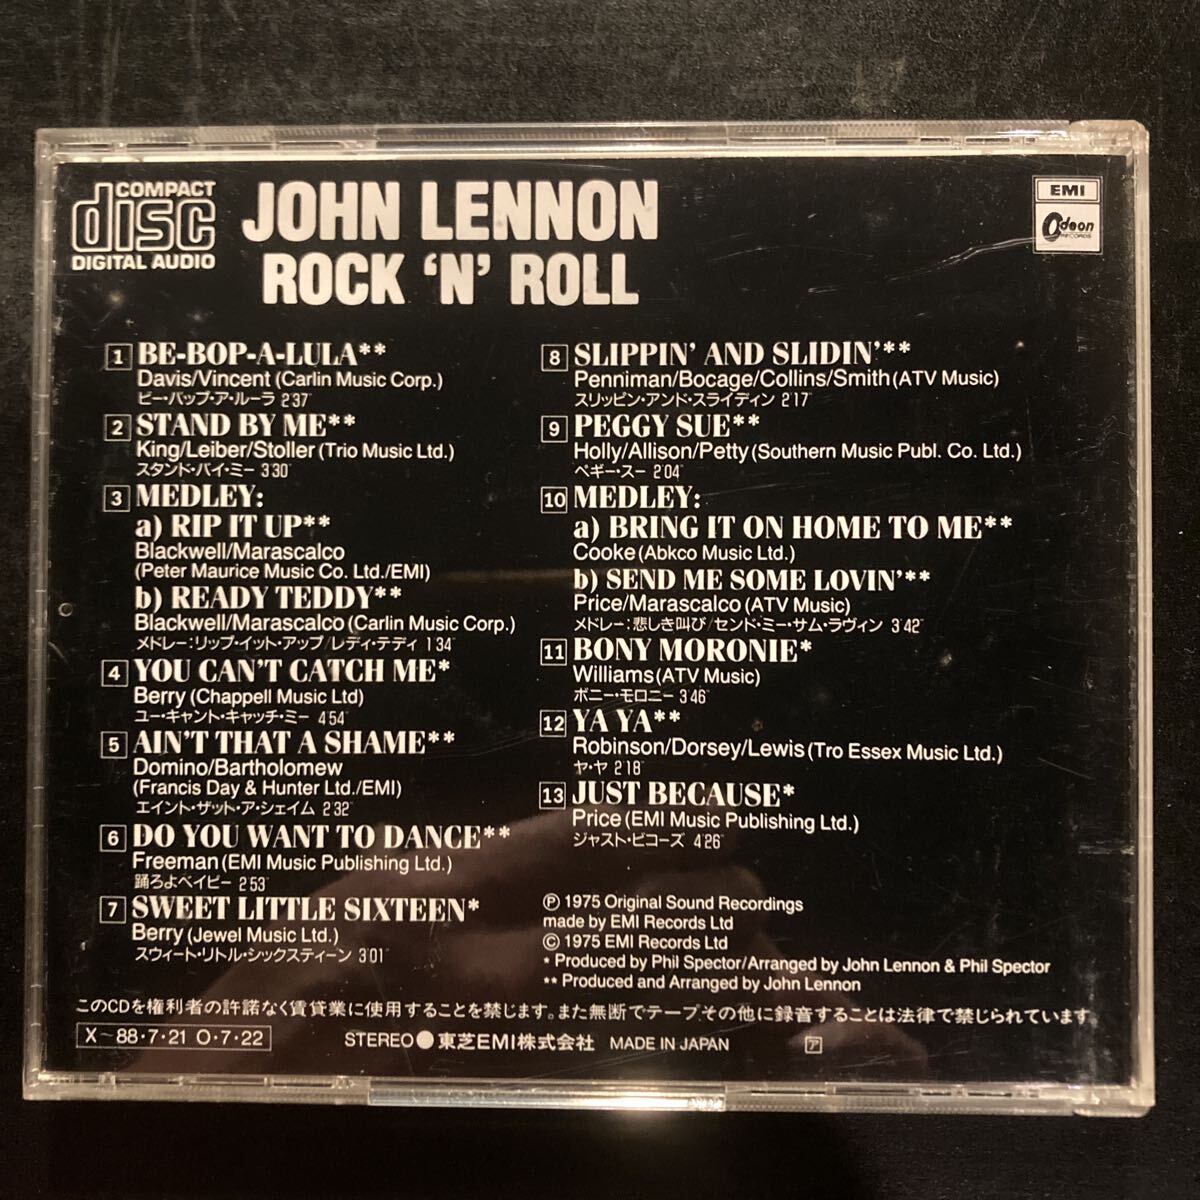 COMPACT
disc
DIGITAL AUDIO
JOHN LENNON
ROCK 'N' ROLL
EMI
Odeon
RECORDS
1 BE-BOP-A-LULA**
Davis/Vincent (Carlin Music Corp.)
ビー・バップ・ア・ルーラ 2'37"
2 STAND BY ME**
King/Leiber/Stoller (Trio Music Ltd.)
スタンド・バイ・ミー 3'30"
3 MEDLEY:
a) RIP IT UP**
Blackwell/Marascalco
(Peter Maurice Music Co. Ltd./EMI)
b) READY TEDDY**
Blackwell/Marascalco (Carlin Music Corp.)
メドレー:リップ・イット・アップ/レディ・テディ 1'34"
4 YOU CAN'T CATCH ME*
Berry (Chappell Music Ltd)
ユー・キャント・キャッチ・ミー 4'54"
5 AIN'T THAT A SHAME**
Domino/Bartholomew
(Francis Day & Hunter Ltd./EMI)
エイント・ザット・ア・シェイム 2'32"
6 DO YOU WANT TO DANCE**
Freeman (EMI Music Publishing Ltd.)
踊ろよベイビー 2'53"
7 SWEET LITTLE SIXTEEN*
Berry (Jewel Music Ltd.)
スウィート・リトル・シックスティーン 3'01"
8 SLIPPIN' AND SLIDIN'**
Penniman/Bocage/Collins/Smith (ATV Music)
スリッピン・アンド・スライディン 2'17"
9 PEGGY SUE**
Holly/Allison/Petty (Southern Music Publ. Co. Ltd.)
ペギー・スー 2'04"
10 MEDLEY:
a) BRING IT ON HOME TO ME**
Cooke (Abkco Music Ltd.)
b) SEND ME SOME LOVIN'**
Price/Marascalco (ATV Music)
メドレー:悲しき叫び/センド・ミー・サム・ラヴィン 3'42"
11 BONY MORONIE*
Williams (ATV Music)
ボニー・モロニー 3'46"
12 YA YA**
Robinson/Dorsey/Lewis (Tro Essex Music Ltd.)
ヤ・ヤ 2'18"
13 JUST BECAUSE*
Price (EMI Music Publishing Ltd.)
ジャスト・ビコーズ 4'26"
Ⓟ 1975 Original Sound Recordings
made by EMI Records Ltd
© 1975 EMI Records Ltd
* Produced by Phil Spector/Arranged by John Lennon & Phil Spector
** Produced and Arranged by John Lennon
このCDを権利者の許諾なく賃貸業に使用することを禁じます。また無断でテープその他に録音することは法律で禁じられています。
X〜88・7・21 O・7・22
STEREO●東芝EMI株式会社 MADE IN JAPAN ア